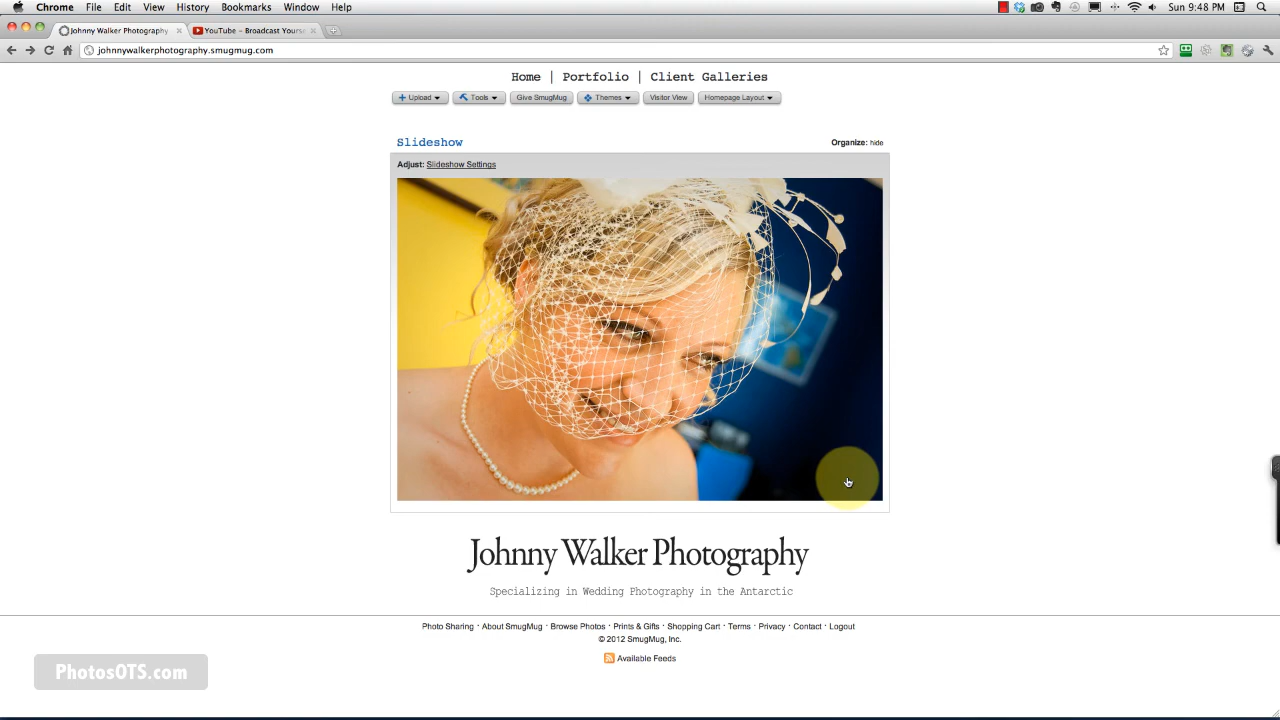 Chrome File Edit View History Bookmarks Window Help
Sun 9:48 PM
Johnny Walker Photography
YouTube - Broadcast Yourse
johnnywalkerphotography.smugmug.com
Home | Portfolio | Client Galleries
Upload Tools Give SmugMug Themes Visitor View Homepage Layout
Slideshow
Organize: hide
Adjust: Slideshow Settings
Johnny Walker Photography
Specializing in Wedding Photography in the Antarctic
Photo Sharing · About SmugMug · Browse Photos · Prints & Gifts · Shopping Cart · Terms · Privacy · Contact · Logout
© 2012 SmugMug, Inc.
Available Feeds
PhotosOTS.com